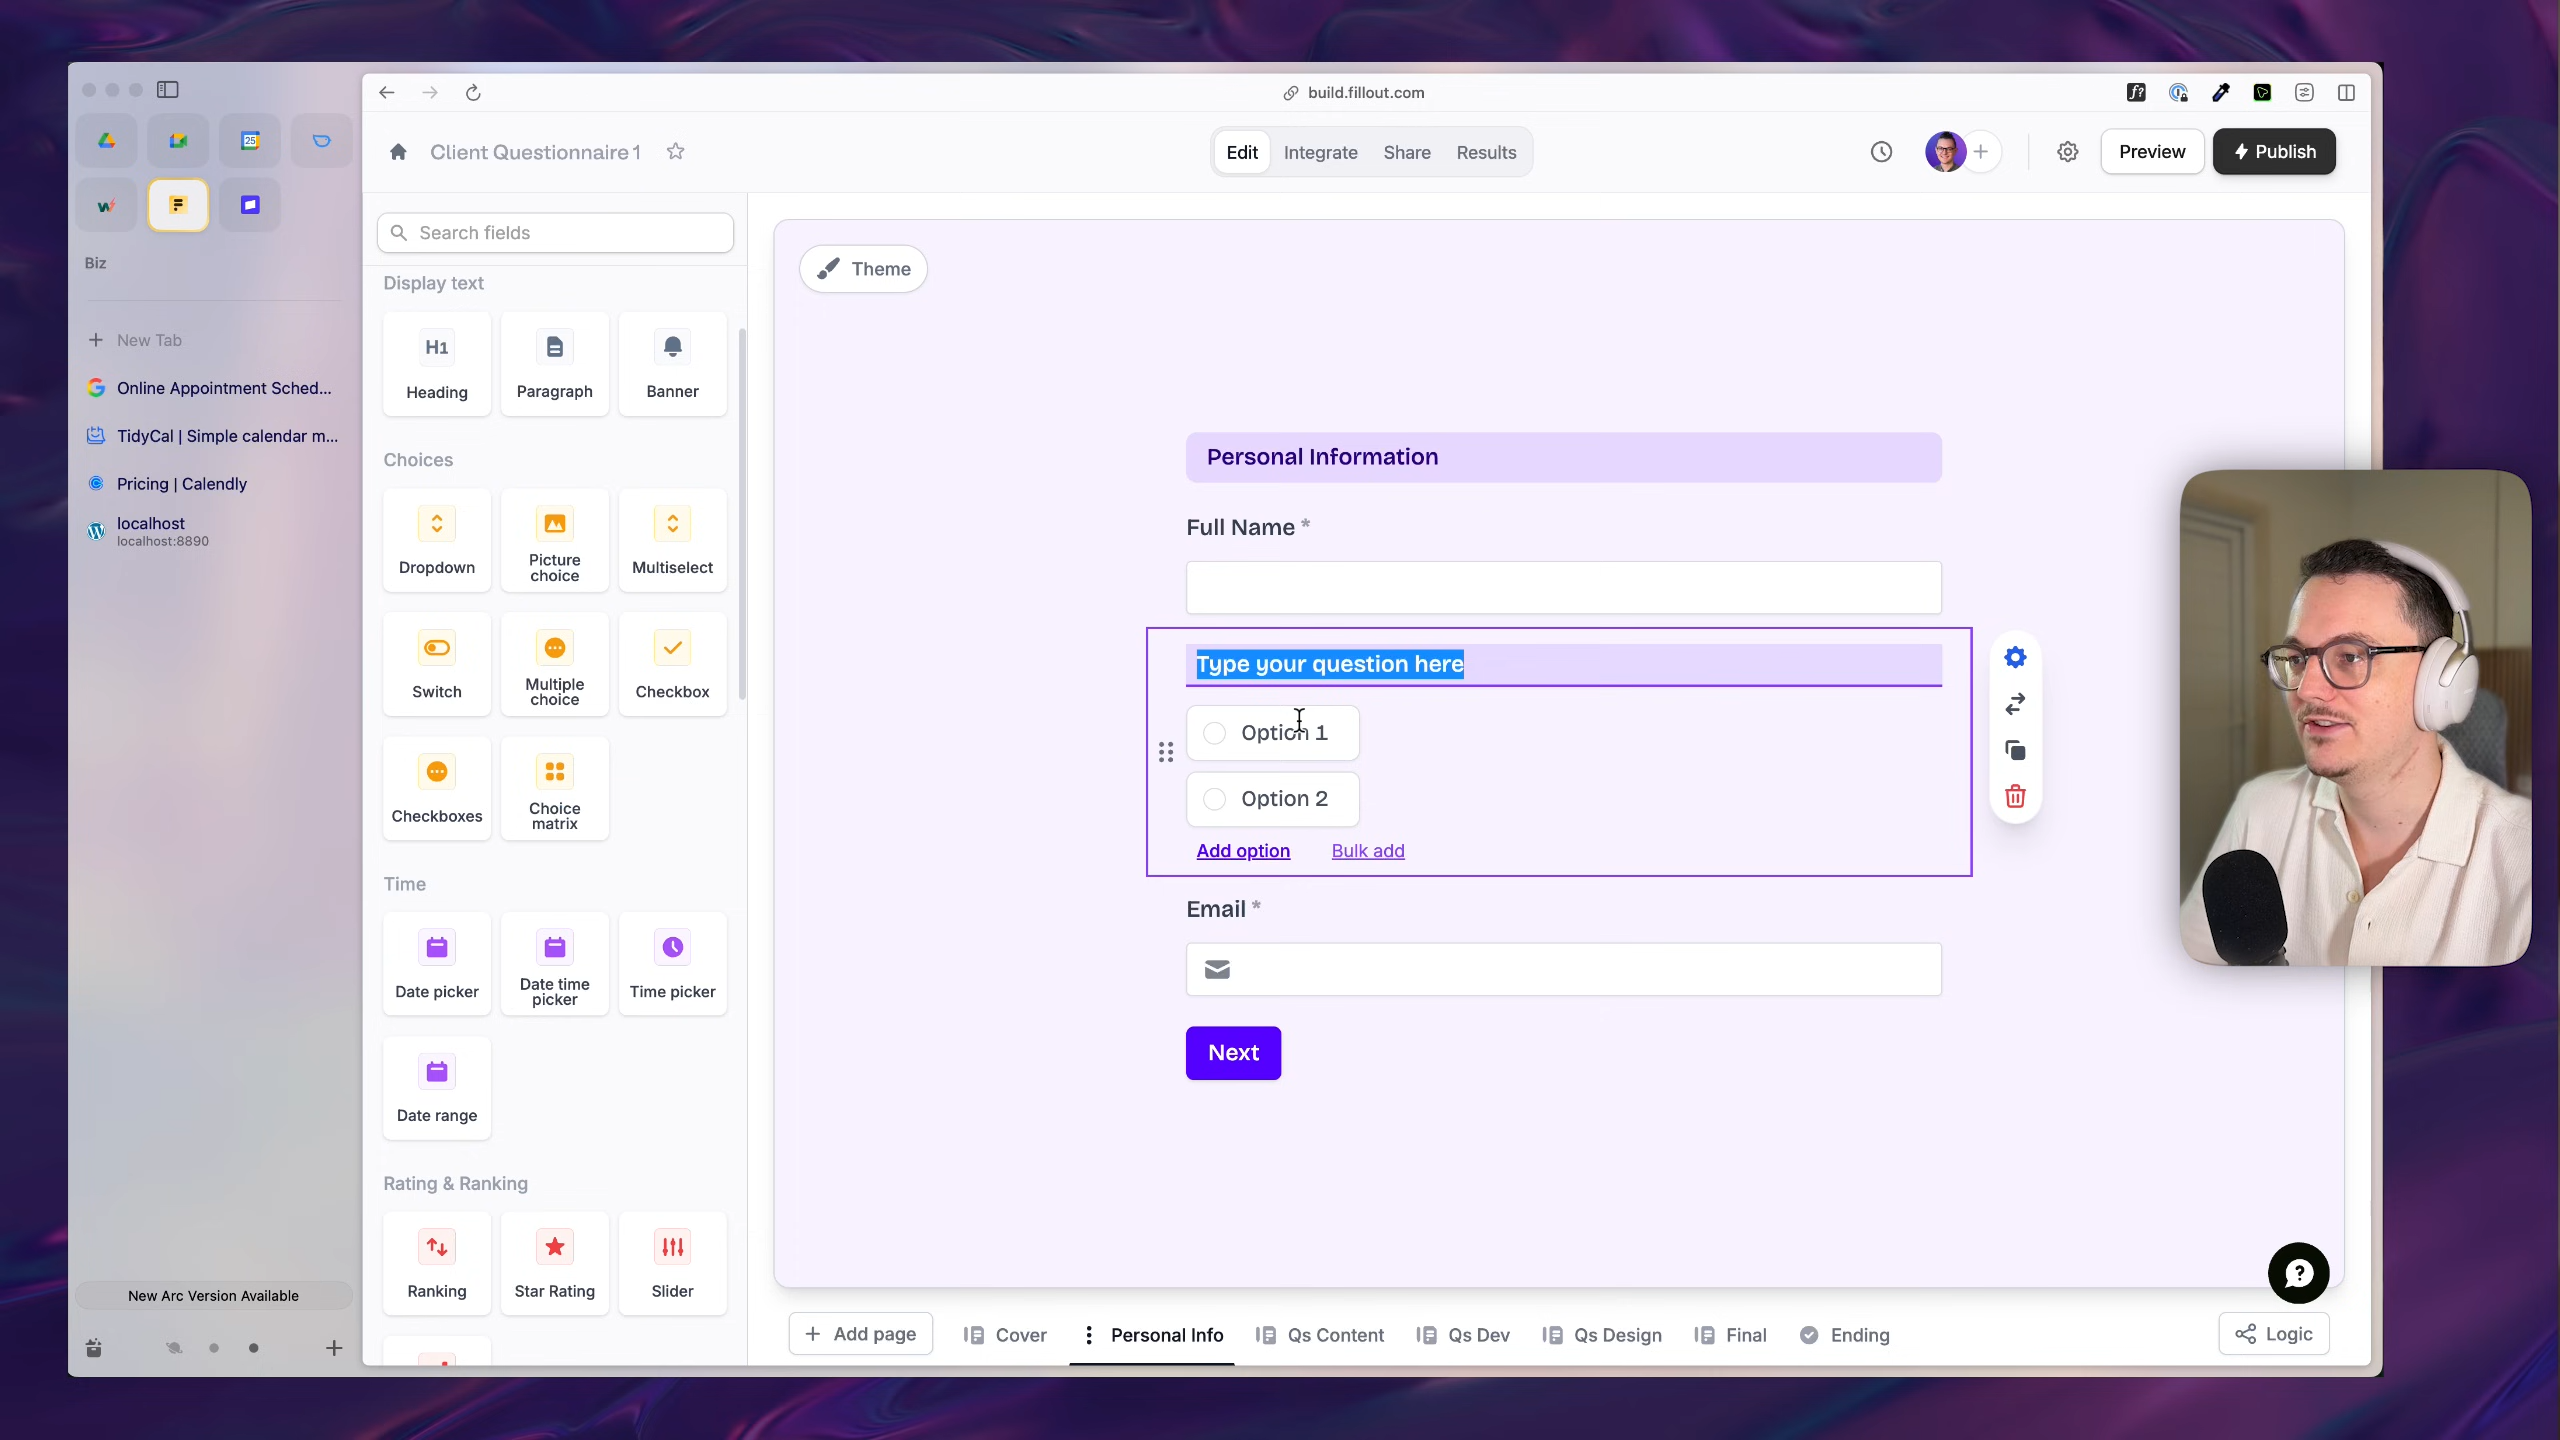 build.fillout.com
f?
25
Client Questionnaire 1
Edit
Integrate
Share
Results
Preview
Publish
Biz
New Tab
Online Appointment Sched...
TidyCal | Simple calendar m...
Pricing | Calendly
localhost
localhost:8890
New Arc Version Available
Search fields
Display text
H1
Heading
Paragraph
Banner
Choices
Dropdown
Picture
choice
Multiselect
Switch
Multiple
choice
Checkbox
Checkboxes
Choice
matrix
Time
Date picker
Date time
picker
Time picker
Date range
Rating & Ranking
Ranking
Star Rating
Slider
Theme
Personal Information
Full Name *
Type your question here
Option 1
Option 2
Add option
Bulk add
Email *
Next
Add page
Cover
Personal Info
Qs Content
Qs Dev
Qs Design
Final
Ending
Logic